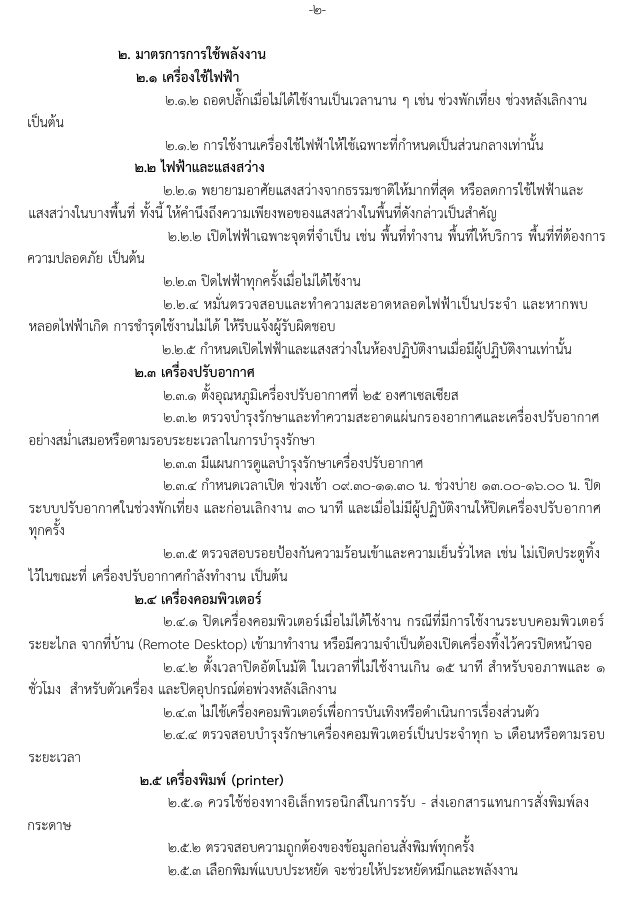 -๒-
๒. มาตรการการใช้พลังงาน
๒.๑ เครื่องใช้ไฟฟ้า
๒.๑.๒ ถอดปลั๊กเมื่อไม่ได้ใช้งานเป็นเวลานาน ๆ เช่น ช่วงพักเที่ยง ช่วงหลังเลิกงาน
เป็นต้น
๒.๑.๒ การใช้งานเครื่องใช้ไฟฟ้าให้ใช้เฉพาะที่กำหนดเป็นส่วนกลางเท่านั้น
๒.๒ ไฟฟ้าและแสงสว่าง
๒.๒.๑ พยายามอาศัยแสงสว่างจากธรรมชาติให้มากที่สุด หรือลดการใช้ไฟฟ้าและ
แสงสว่างในบางพื้นที่ ทั้งนี้ ให้คำนึงถึงความเพียงพอของแสงสว่างในพื้นที่ดังกล่าวเป็นสำคัญ
๒.๒.๒ เปิดไฟฟ้าเฉพาะจุดที่จำเป็น เช่น พื้นที่ทำงาน พื้นที่ให้บริการ พื้นที่ที่ต้องการ
ความปลอดภัย เป็นต้น
๒.๒.๓ ปิดไฟฟ้าทุกครั้งเมื่อไม่ได้ใช้งาน
๒.๒.๔ หมั่นตรวจสอบและทำความสะอาดหลอดไฟฟ้าเป็นประจำ และหากพบ
หลอดไฟฟ้าเกิด การชำรุดใช้งานไม่ได้ ให้รีบแจ้งผู้รับผิดชอบ
๒.๒.๕ กำหนดเปิดไฟฟ้าและแสงสว่างในห้องปฏิบัติงานเมื่อมีผู้ปฏิบัติงานเท่านั้น
๒.๓ เครื่องปรับอากาศ
๒.๓.๑ ตั้งอุณหภูมิเครื่องปรับอากาศที่ ๒๕ องศาเซลเซียส
๒.๓.๒ ตรวจบำรุงรักษาและทำความสะอาดแผ่นกรองอากาศและเครื่องปรับอากาศ
อย่างสม่ำเสมอหรือตามรอบระยะเวลาในการบำรุงรักษา
๒.๓.๓ มีแผนการดูแลบำรุงรักษาเครื่องปรับอากาศ
๒.๓.๔ กำหนดเวลาเปิด ช่วงเช้า ๐๙.๓๐-๑๑.๓๐ น. ช่วงบ่าย ๑๓.๐๐-๑๖.๐๐ น. ปิด
ระบบปรับอากาศในช่วงพักเที่ยง และก่อนเลิกงาน ๓๐ นาที และเมื่อไม่มีผู้ปฏิบัติงานให้ปิดเครื่องปรับอากาศ
ทุกครั้ง
๒.๓.๕ ตรวจสอบรอยป้องกันความร้อนเข้าและความเย็นรั่วไหล เช่น ไม่เปิดประตูทิ้ง
ไว้ในขณะที่ เครื่องปรับอากาศกำลังทำงาน เป็นต้น
๒.๔ เครื่องคอมพิวเตอร์
๒.๔.๑ ปิดเครื่องคอมพิวเตอร์เมื่อไม่ได้ใช้งาน กรณีที่มีการใช้งานระบบคอมพิวเตอร์
ระยะไกล จากที่บ้าน (Remote Desktop) เข้ามาทำงาน หรือมีความจำเป็นต้องเปิดเครื่องทิ้งไว้ควรปิดหน้าจอ
๒.๔.๒ ตั้งเวลาปิดอัตโนมัติ ในเวลาที่ไม่ใช้งานเกิน ๑๕ นาที สำหรับจอภาพและ ๑
ชั่วโมง สำหรับตัวเครื่อง และปิดอุปกรณ์ต่อพ่วงหลังเลิกงาน
๒.๔.๓ ไม่ใช้เครื่องคอมพิวเตอร์เพื่อการบันเทิงหรือดำเนินการเรื่องส่วนตัว
๒.๔.๔ ตรวจสอบบำรุงรักษาเครื่องคอมพิวเตอร์เป็นประจำทุก ๖ เดือนหรือตามรอบ
ระยะเวลา
๒.๕ เครื่องพิมพ์ (printer)
๒.๕.๑ ควรใช้ช่องทางอิเล็กทรอนิกส์ในการรับ - ส่งเอกสารแทนการสั่งพิมพ์ลง
กระดาษ
๒.๕.๒ ตรวจสอบความถูกต้องของข้อมูลก่อนสั่งพิมพ์ทุกครั้ง
๒.๕.๓ เลือกพิมพ์แบบประหยัด จะช่วยให้ประหยัดหมึกและพลังงาน